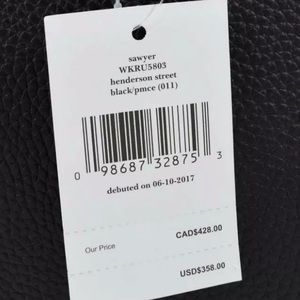 sawyer
WKRU5803
henderson street
black/pmce (011)
0 98687 32875 3
debuted on 06-10-2017
Our Price CAD$428.00
USD$358.00